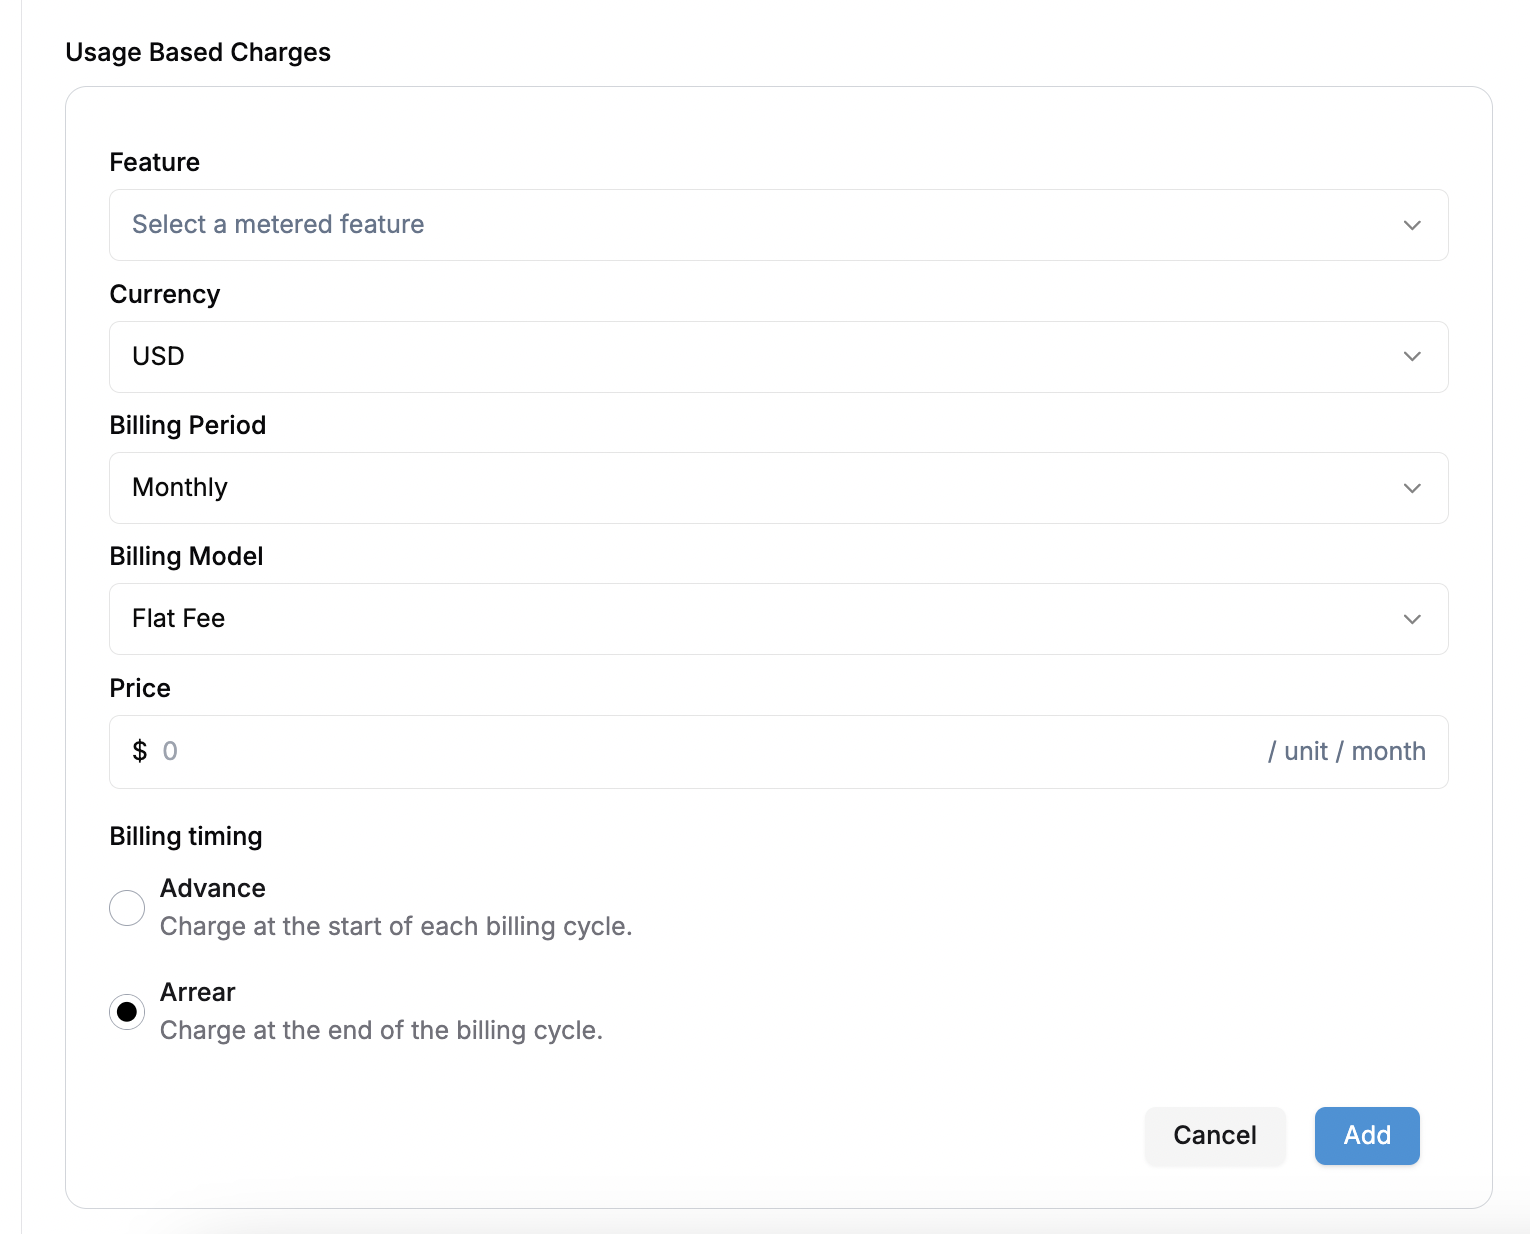 Usage Based Charges
Feature
Select a metered feature
Currency
USD
Billing Period
Monthly
Billing Model
Flat Fee
Price
$ 0 / unit / month
Billing timing
Advance
Charge at the start of each billing cycle.
Arrear
Charge at the end of the billing cycle.
Cancel Add